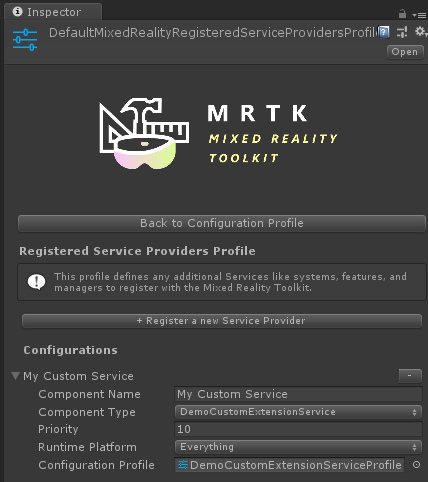 Inspector
DefaultMixedRealityRegisteredServiceProvidersProfile
Open
MRTK
MIXED REALITY
TOOLKIT
Back to Configuration Profile
Registered Service Providers Profile
This profile defines any additional Services like systems, features, and
managers to register with the Mixed Reality Toolkit.
+ Register a new Service Provider
Configurations
My Custom Service -
Component Name My Custom Service
Component Type DemoCustomExtensionService
Priority 10
Runtime Platform Everything
Configuration Profile DemoCustomExtensionServiceProfile